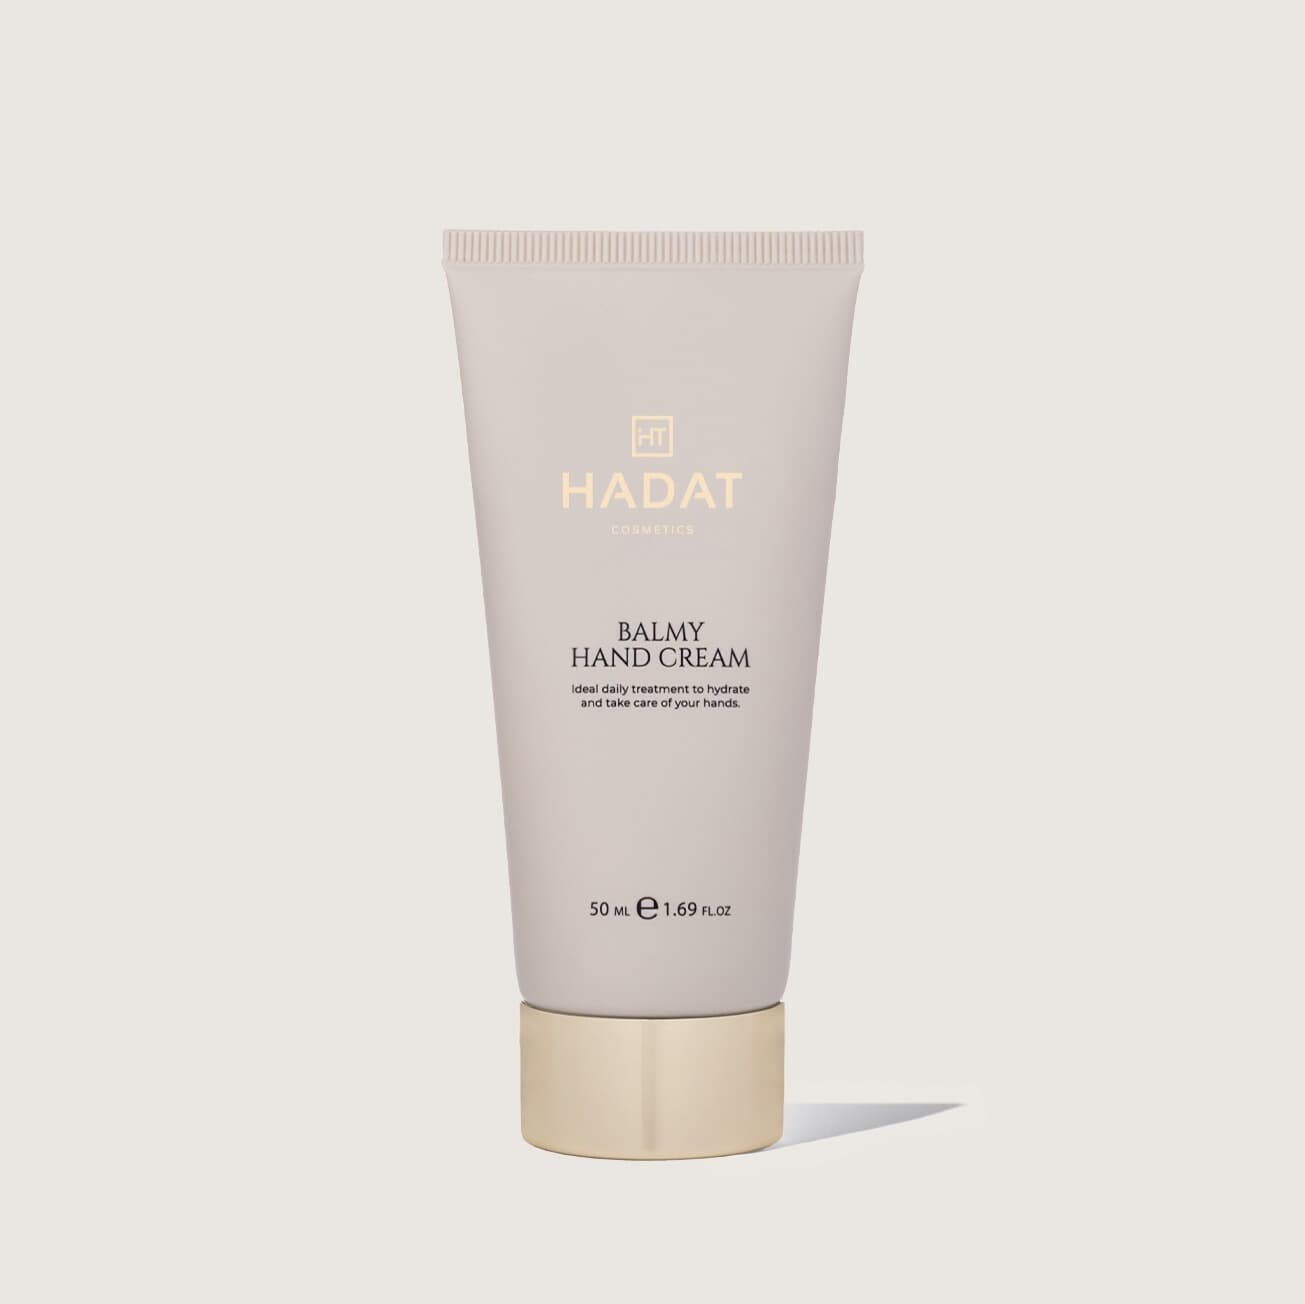 HT
HADAT
COSMETICS
BALMY
HAND CREAM
Ideal daily treatment to hydrate
and take care of your hands.
50 ML ℮ 1.69 FL.OZ